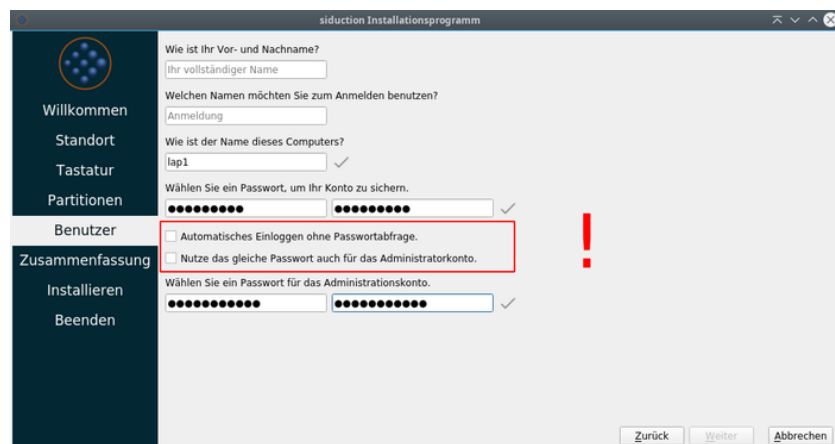 siduction Installationsprogramm
Willkommen
Standort
Tastatur
Partitionen
Benutzer
Zusammenfassung
Installieren
Beenden
Wie ist Ihr Vor- und Nachname?
Ihr vollständiger Name
Welchen Namen möchten Sie zum Anmelden benutzen?
Anmeldung
Wie ist der Name dieses Computers?
lap1
Wählen Sie ein Passwort, um Ihr Konto zu sichern.
●●●●●●●●● ●●●●●●●●●
Automatisches Einloggen ohne Passwortabfrage.
Nutze das gleiche Passwort auch für das Administratorkonto.
Wählen Sie ein Passwort für das Administrationskonto.
●●●●●●●●●●● ●●●●●●●●●●●
!
Zurück Weiter Abbrechen